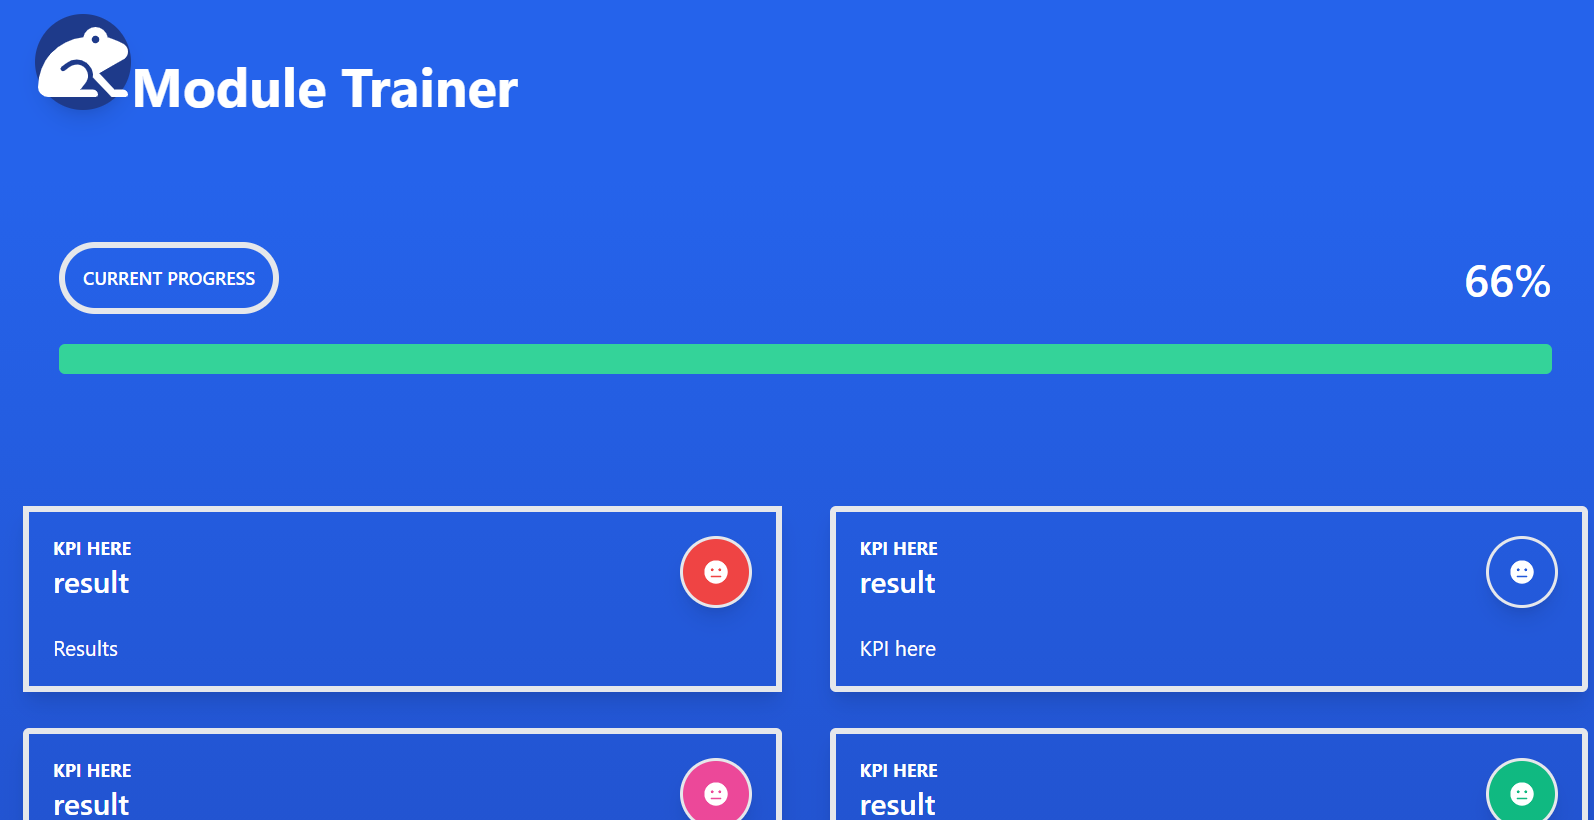 Module Trainer
CURRENT PROGRESS
66%
KPI HERE
result
Results
KPI HERE
result
KPI here
KPI HERE
result
KPI HERE
result